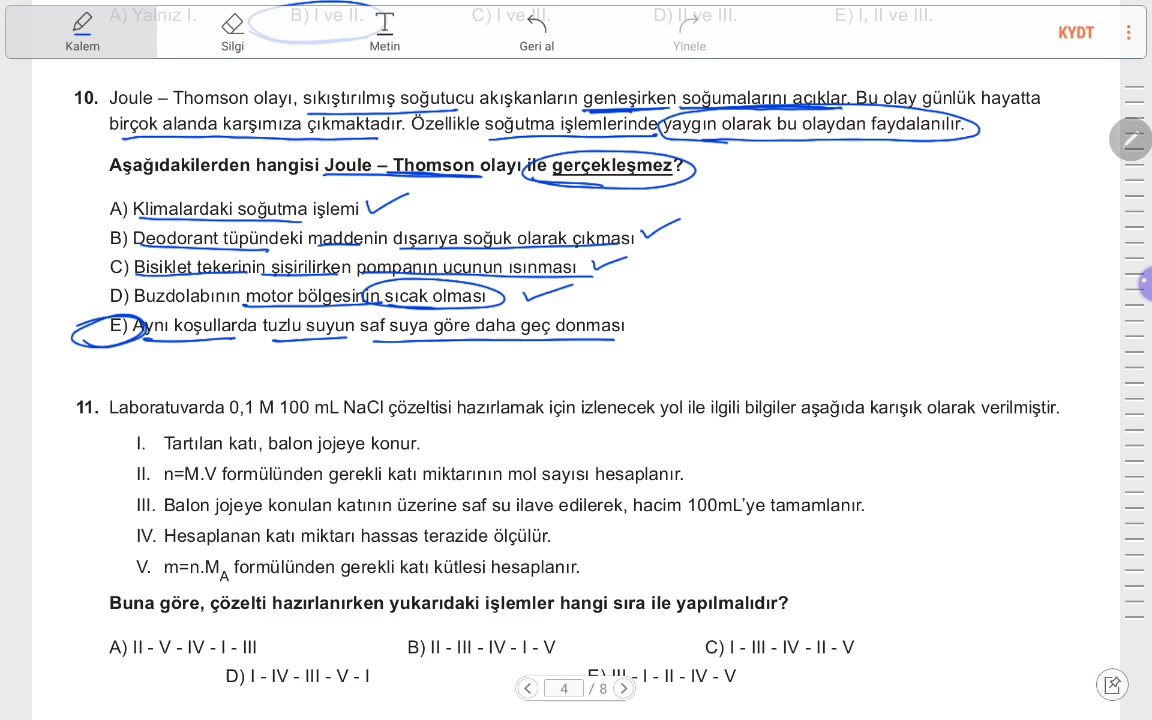 A) Yalnız I. B) I ve II. C) I ve III. D) II ve III. E) I, II ve III.
Kalem Silgi Metin Geri al Yinele KYDT
10. Joule – Thomson olayı, sıkıştırılmış soğutucu akışkanların genleşirken soğumalarını açıklar. Bu olay günlük hayatta
birçok alanda karşımıza çıkmaktadır. Özellikle soğutma işlemlerinde yaygın olarak bu olaydan faydalanılır.
Aşağıdakilerden hangisi Joule – Thomson olayı ile gerçekleşmez?
A) Klimalardaki soğutma işlemi
B) Deodorant tüpündeki maddenin dışarıya soğuk olarak çıkması
C) Bisiklet tekerinin şişirilirken pompanın ucunun ısınması
D) Buzdolabının motor bölgesinin sıcak olması
E) Aynı koşullarda tuzlu suyun saf suya göre daha geç donması
11. Laboratuvarda 0,1 M 100 mL NaCl çözeltisi hazırlamak için izlenecek yol ile ilgili bilgiler aşağıda karışık olarak verilmiştir.
I. Tartılan katı, balon jojeye konur.
II. n=M.V formülünden gerekli katı miktarının mol sayısı hesaplanır.
III. Balon jojeye konulan katının üzerine saf su ilave edilerek, hacim 100mL'ye tamamlanır.
IV. Hesaplanan katı miktarı hassas terazide ölçülür.
V. m=n.MA formülünden gerekli katı kütlesi hesaplanır.
Buna göre, çözelti hazırlanırken yukarıdaki işlemler hangi sıra ile yapılmalıdır?
A) II - V - IV - I - III B) II - III - IV - I - V C) I - III - IV - II - V
D) I - IV - III - V - I E) III - I - II - IV - V
4 / 8